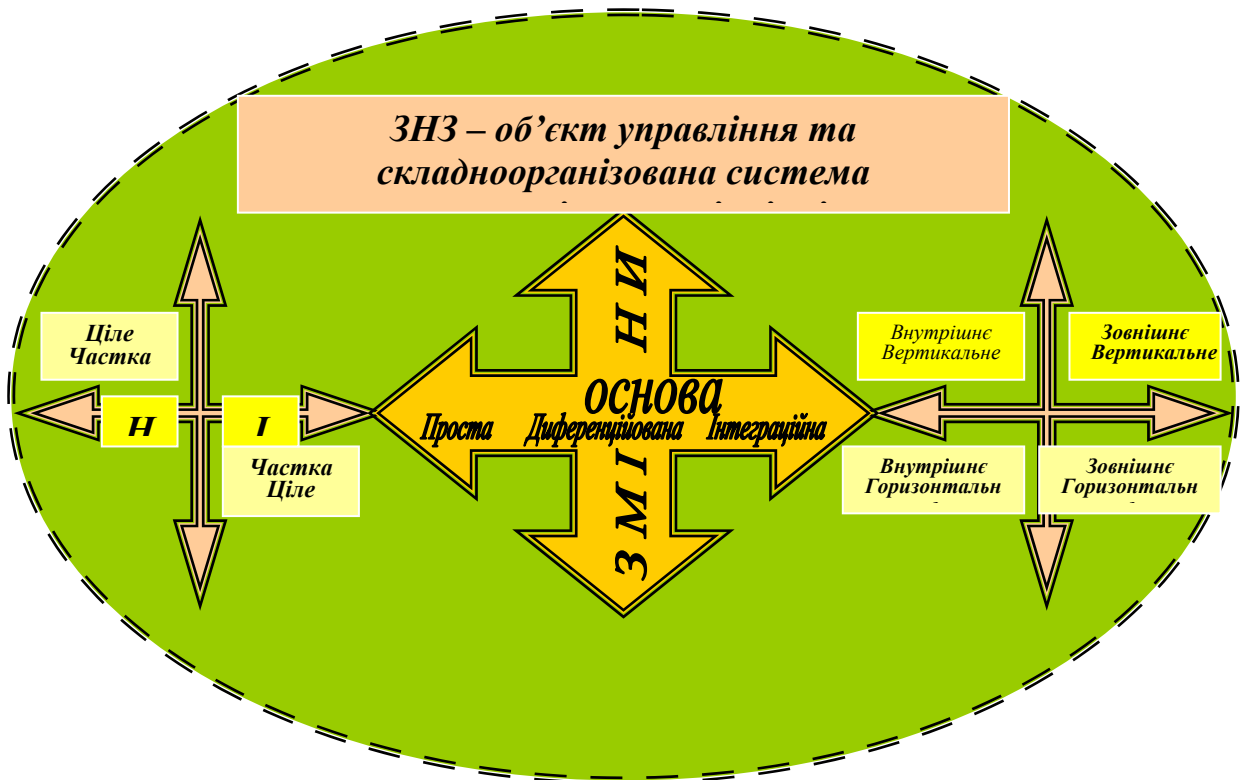 ЗНЗ – об’єкт управління та
складноорганізована система
Ціле
Частка
Н
І
Частка
Ціле
ЗМІНИ
ОСНОВА
Проста Диференційована Інтеграційна
Внутрішнє
Вертикальне
Зовнішнє
Вертикальне
Внутрішнє
Горизонтальн
Зовнішнє
Горизонтальн